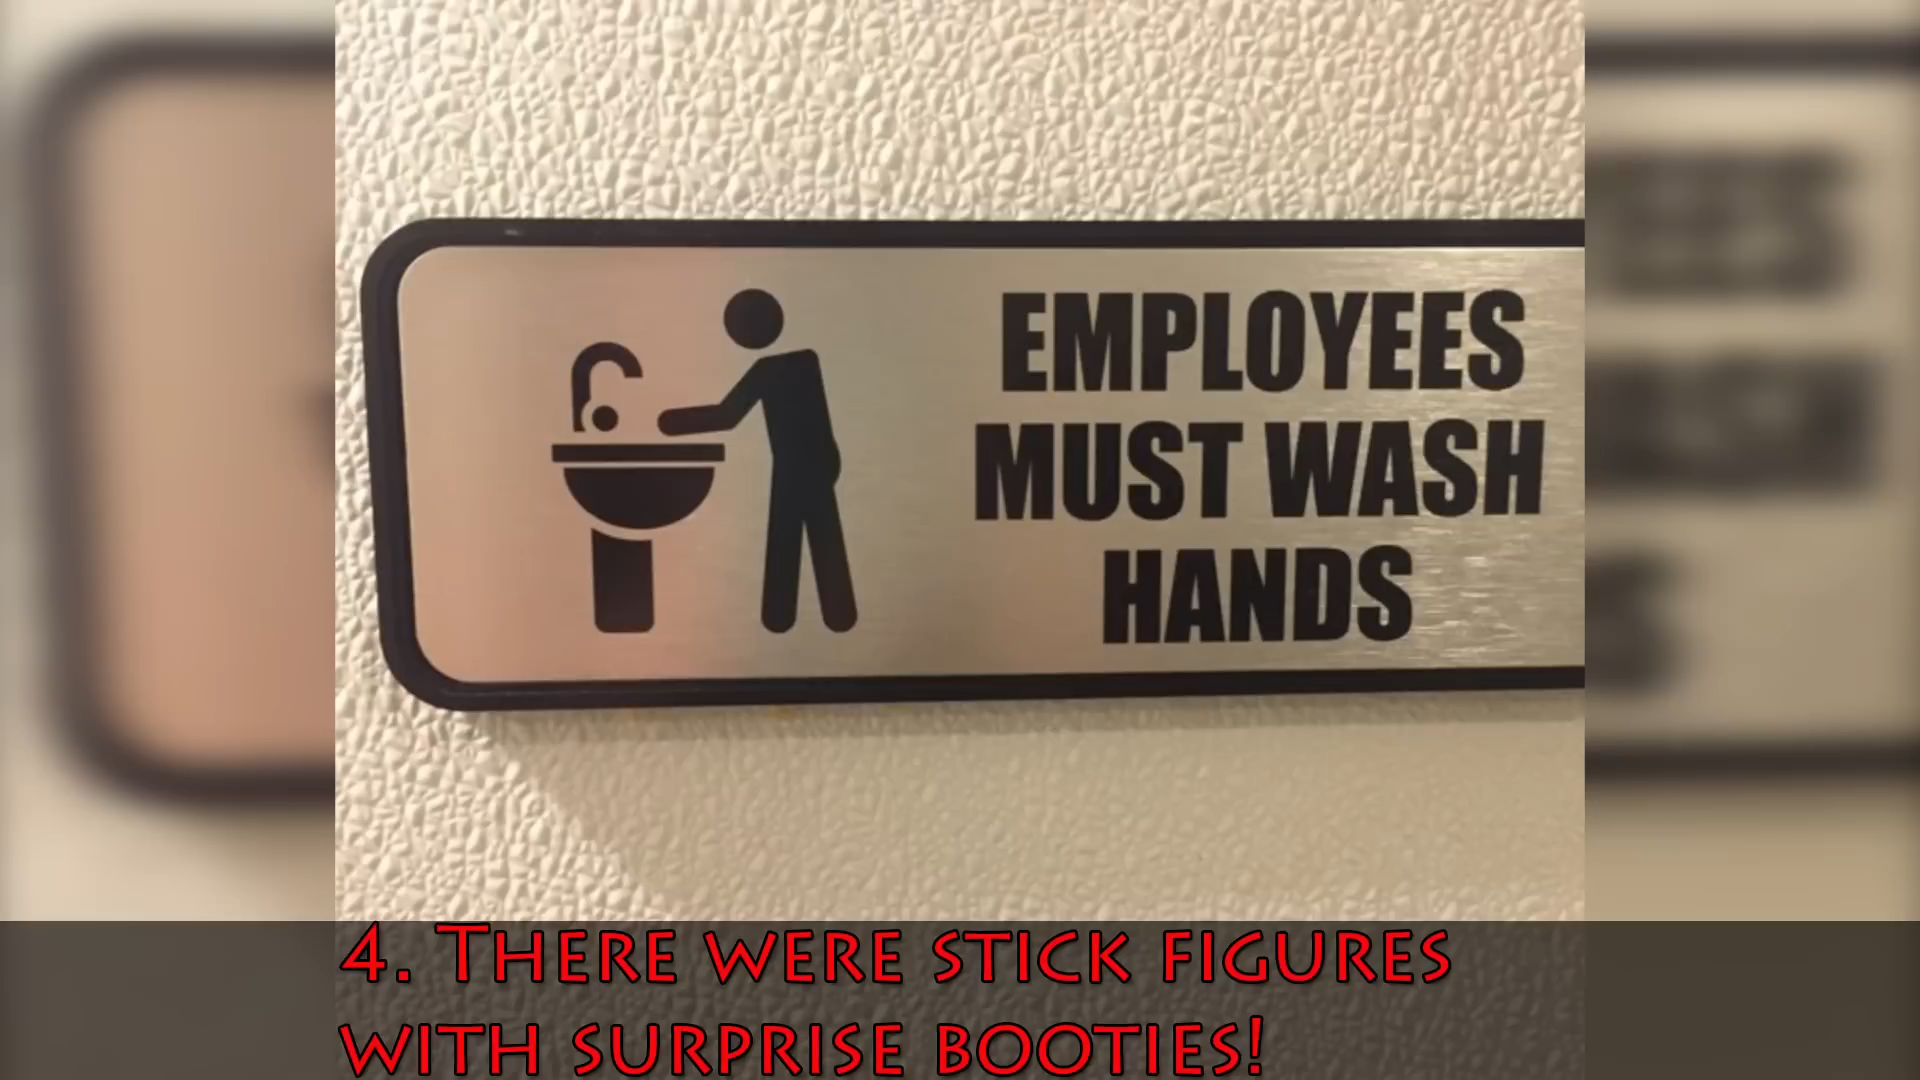 EMPLOYEES
MUST WASH
HANDS
4. THERE WERE STICK FIGURES
WITH SURPRISE BOOTIES!